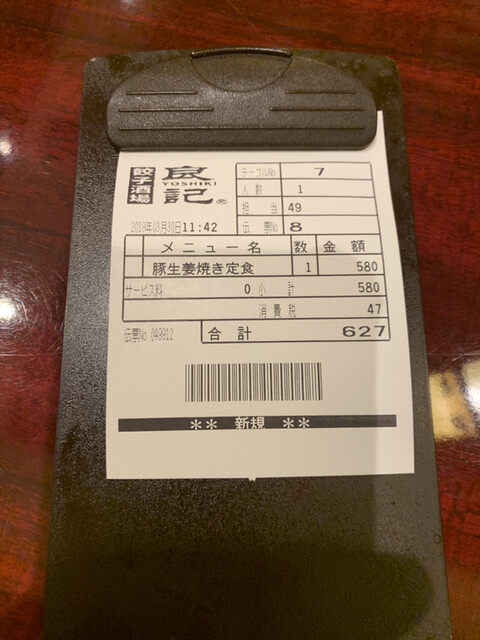 餃子酒場
良記
YOSHIKI
®
テーブルNo 7
人数 1
担当 49
2019年03月30日11:42
伝票No 8
メニュー名 数 金額
豚生姜焼き定食 1 580
サービス料 0 小計 580
消費税 47
伝票No 049912
合計 627
** 新規 **